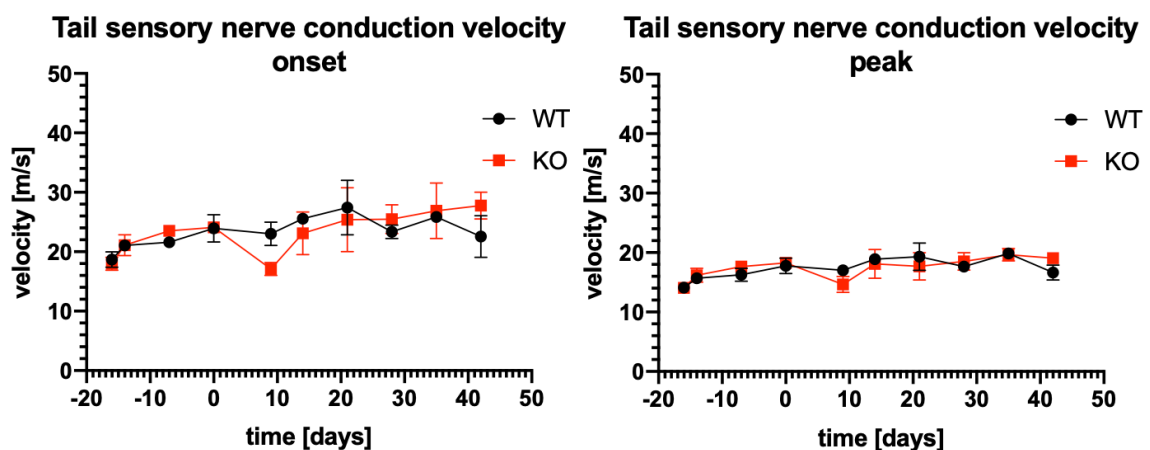 Tail sensory nerve conduction velocity
onset
50
40
30
20
10
0
velocity [m/s]
-20 -10 0 10 20 30 40 50
time [days]
WT
KO
Tail sensory nerve conduction velocity
peak
50
40
30
20
10
0
velocity [m/s]
-20 -10 0 10 20 30 40 50
time [days]
WT
KO